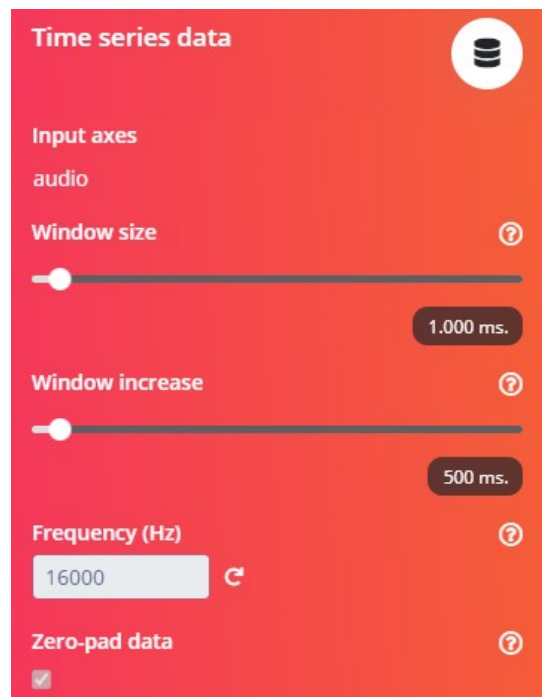 Time series data
Input axes
audio
Window size
1.000 ms.
Window increase
500 ms.
Frequency (Hz)
16000
Zero-pad data